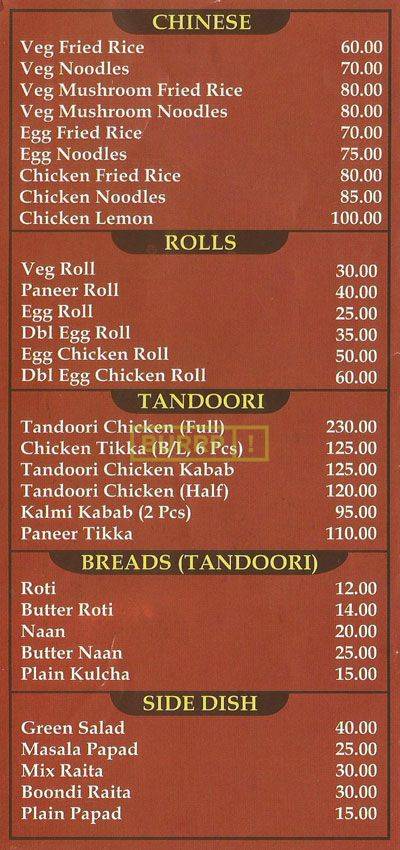 CHINESE
Veg Fried Rice 60.00
Veg Noodles 70.00
Veg Mushroom Fried Rice 80.00
Veg Mushroom Noodles 80.00
Egg Fried Rice 70.00
Egg Noodles 75.00
Chicken Fried Rice 80.00
Chicken Noodles 85.00
Chicken Lemon 100.00
ROLLS
Veg Roll 30.00
Paneer Roll 40.00
Egg Roll 25.00
Dbl Egg Roll 35.00
Egg Chicken Roll 50.00
Dbl Egg Chicken Roll 60.00
TANDOORI
Tandoori Chicken (Full) 230.00
BURRP !
Chicken Tikka (B/L, 6 Pcs) 125.00
Tandoori Chicken Kabab 125.00
Tandoori Chicken (Half) 120.00
Kalmi Kabab (2 Pcs) 95.00
Paneer Tikka 110.00
BREADS (TANDOORI)
Roti 12.00
Butter Roti 14.00
Naan 20.00
Butter Naan 25.00
Plain Kulcha 15.00
SIDE DISH
Green Salad 40.00
Masala Papad 25.00
Mix Raita 30.00
Boondi Raita 30.00
Plain Papad 15.00